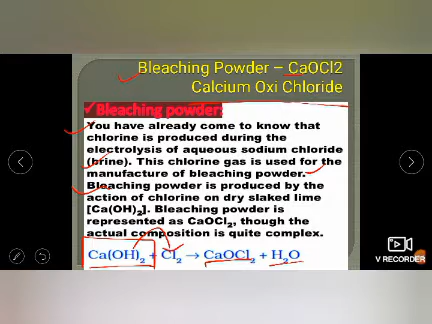 Bleaching Powder – CaOCl2
Calcium Oxi Chloride
✓Bleaching powder:
You have already come to know that
chlorine is produced during the
electrolysis of aqueous sodium chloride
(brine). This chlorine gas is used for the
manufacture of bleaching powder.
Bleaching powder is produced by the
action of chlorine on dry slaked lime
[Ca(OH)₂]. Bleaching powder is
represented as CaOCl₂, though the
actual composition is quite complex.
Ca(OH)₂ + Cl₂ → CaOCl₂ + H₂O
V RECORDER